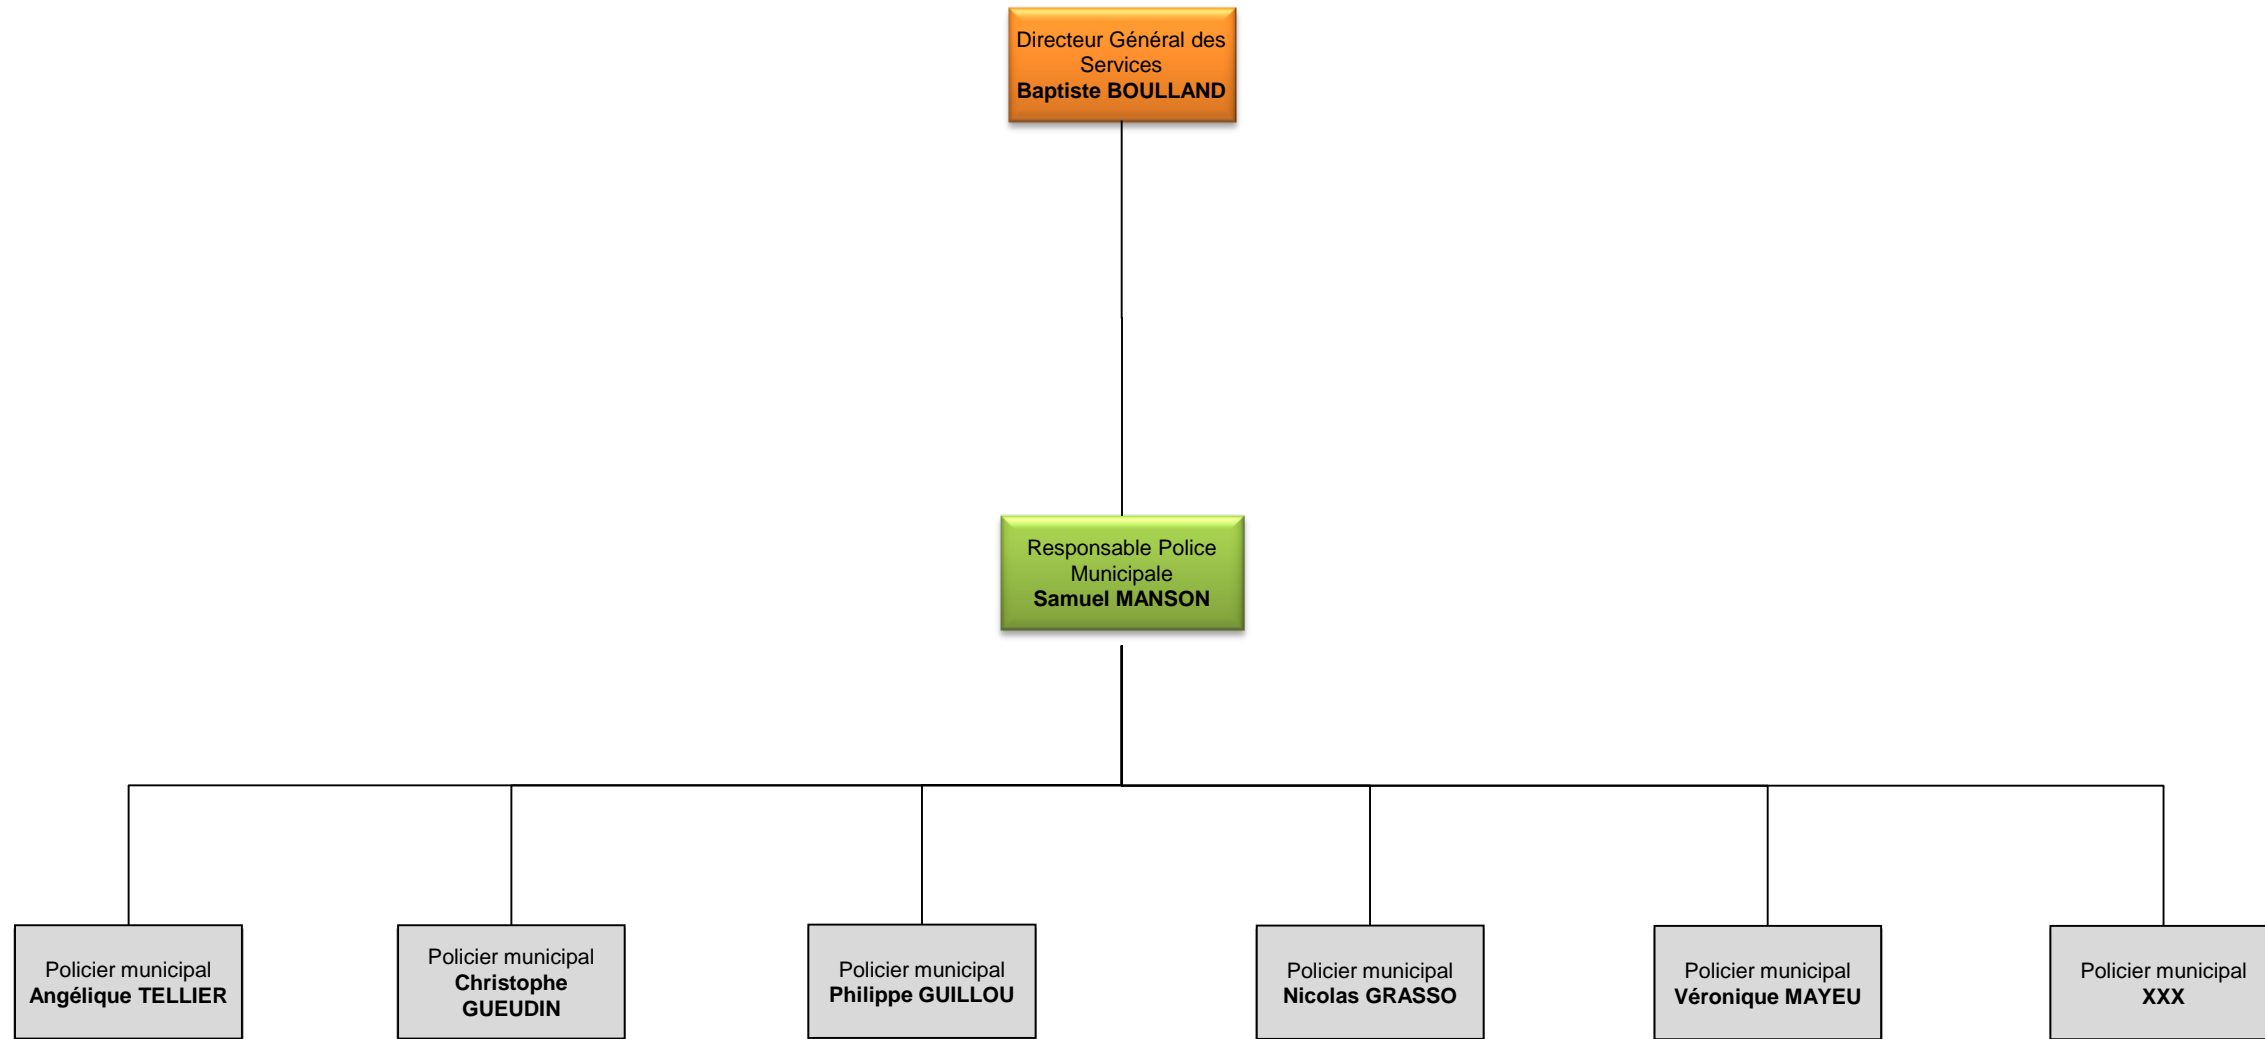 Directeur Général des
Services
Baptiste BOULLAND
Responsable Police
Municipale
Samuel MANSON
Policier municipal
Angélique TELLIER
Policier municipal
Christophe
GUEUDIN
Policier municipal
Philippe GUILLOU
Policier municipal
Nicolas GRASSO
Policier municipal
Véronique MAYEU
Policier municipal
XXX